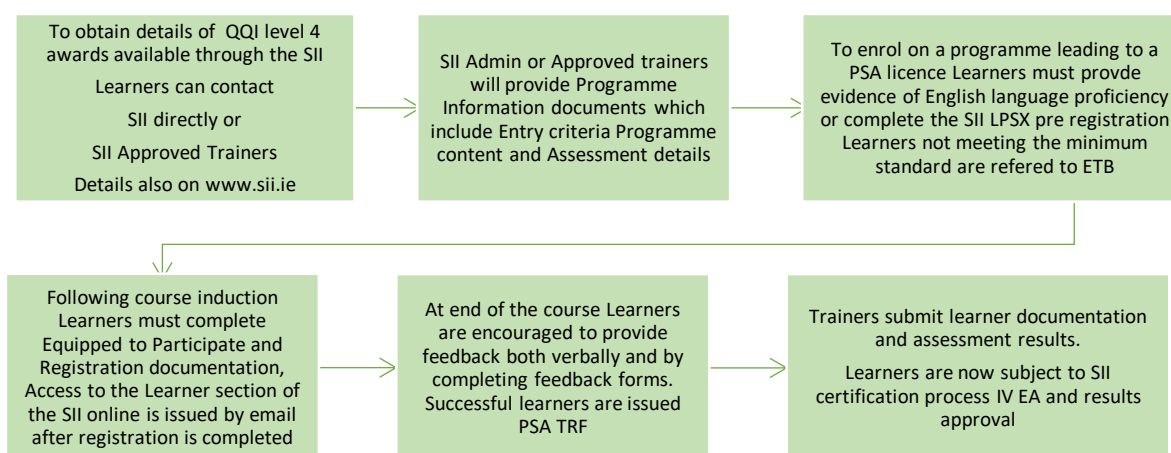 To obtain details of QQI level 4
awards available through the SII
Learners can contact
SII directly or
SII Approved Trainers
Details also on www.sii.ie
SII Admin or Approved trainers
will provide Programme
Information documents which
include Entry criteria Programme
content and Assessment details
To enrol on a programme leading to a
PSA licence Learners must provde
evidence of English language proficiency
or complete the SII LPSX pre registration
Learners not meeting the minimum
standard are refered to ETB
Following course induction
Learners must complete
Equipped to Participate and
Registration documentation,
Access to the Learner section of
the SII online is issued by email
after registration is completed
At end of the course Learners
are encouraged to provide
feedback both verbally and by
completing feedback forms.
Successful learners are issued
PSA TRF
Trainers submit learner documentation
and assessment results.
Learners are now subject to SII
certification process IV EA and results
approval